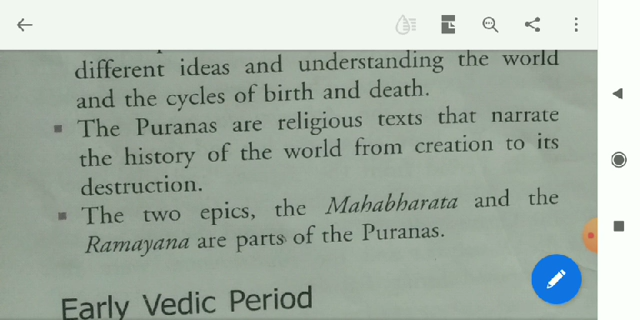 different ideas and understanding the world
and the cycles of birth and death.
▪ The Puranas are religious texts that narrate
the history of the world from creation to its
destruction.
▪ The two epics, the Mahabharata and the
Ramayana are parts of the Puranas.
Early Vedic Period